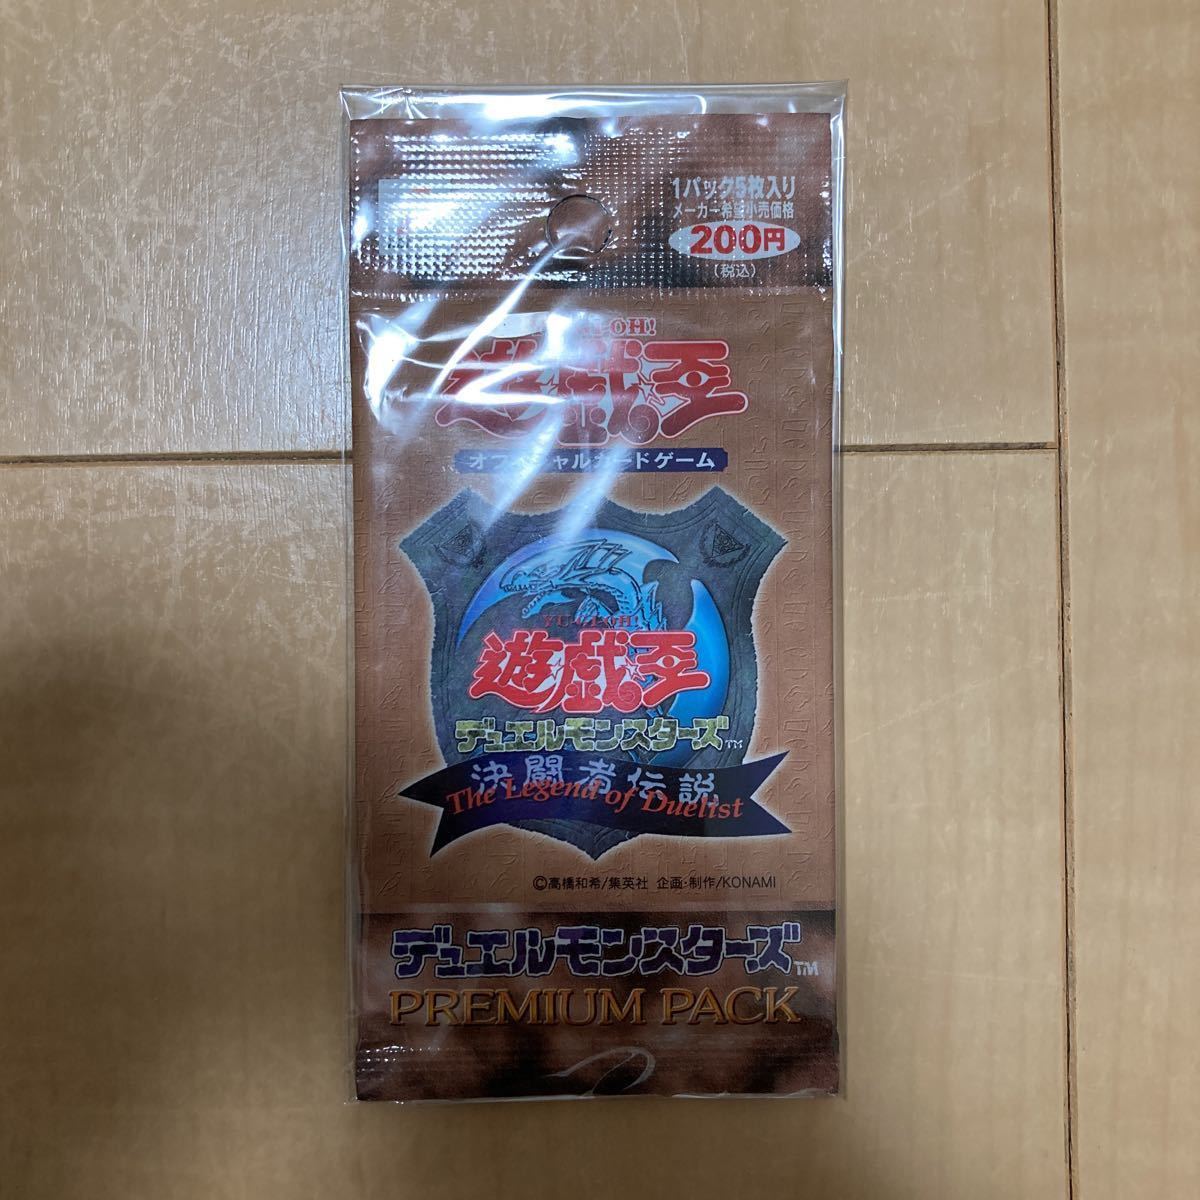 1パック5枚入り
メーカー希望小売価格
200円
(税込)
遊戯王
オフィシャルカードゲーム
YU-GI-OH!
遊戯王
デュエルモンスターズ™
決闘者伝説
The Legend of Duelist
©高橋和希/集英社 企画・制作/KONAMI
デュエルモンスターズ™
PREMIUM PACK